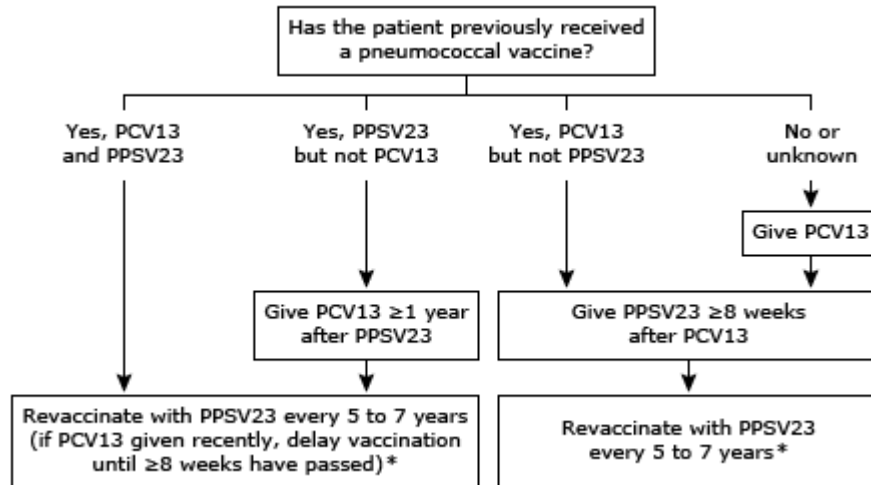 Has the patient previously received
a pneumococcal vaccine?
Yes, PCV13
and PPSV23
Yes, PPSV23
but not PCV13
Yes, PCV13
but not PPSV23
No or
unknown
Give PCV13
Give PCV13 ≥1 year
after PPSV23
Give PPSV23 ≥8 weeks
after PCV13
Revaccinate with PPSV23 every 5 to 7 years
(if PCV13 given recently, delay vaccination
until ≥8 weeks have passed)*
Revaccinate with PPSV23
every 5 to 7 years*